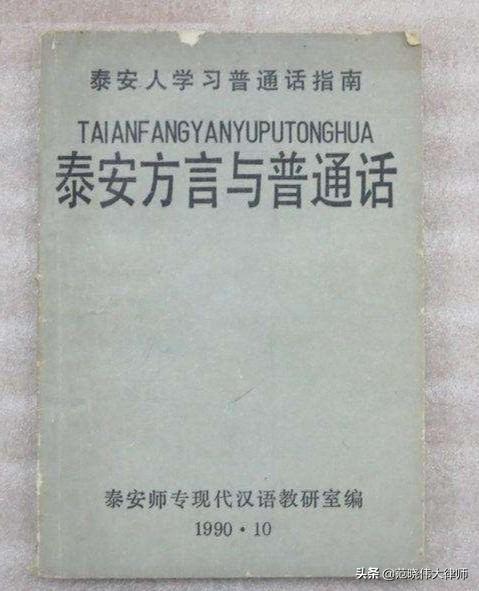 泰安人学习普通话指南
TAIANFANGYANYUPUTONGHUA
泰安方言与普通话
泰安师专现代汉语教研室编
1990·10
头条 @范晓伟大律师